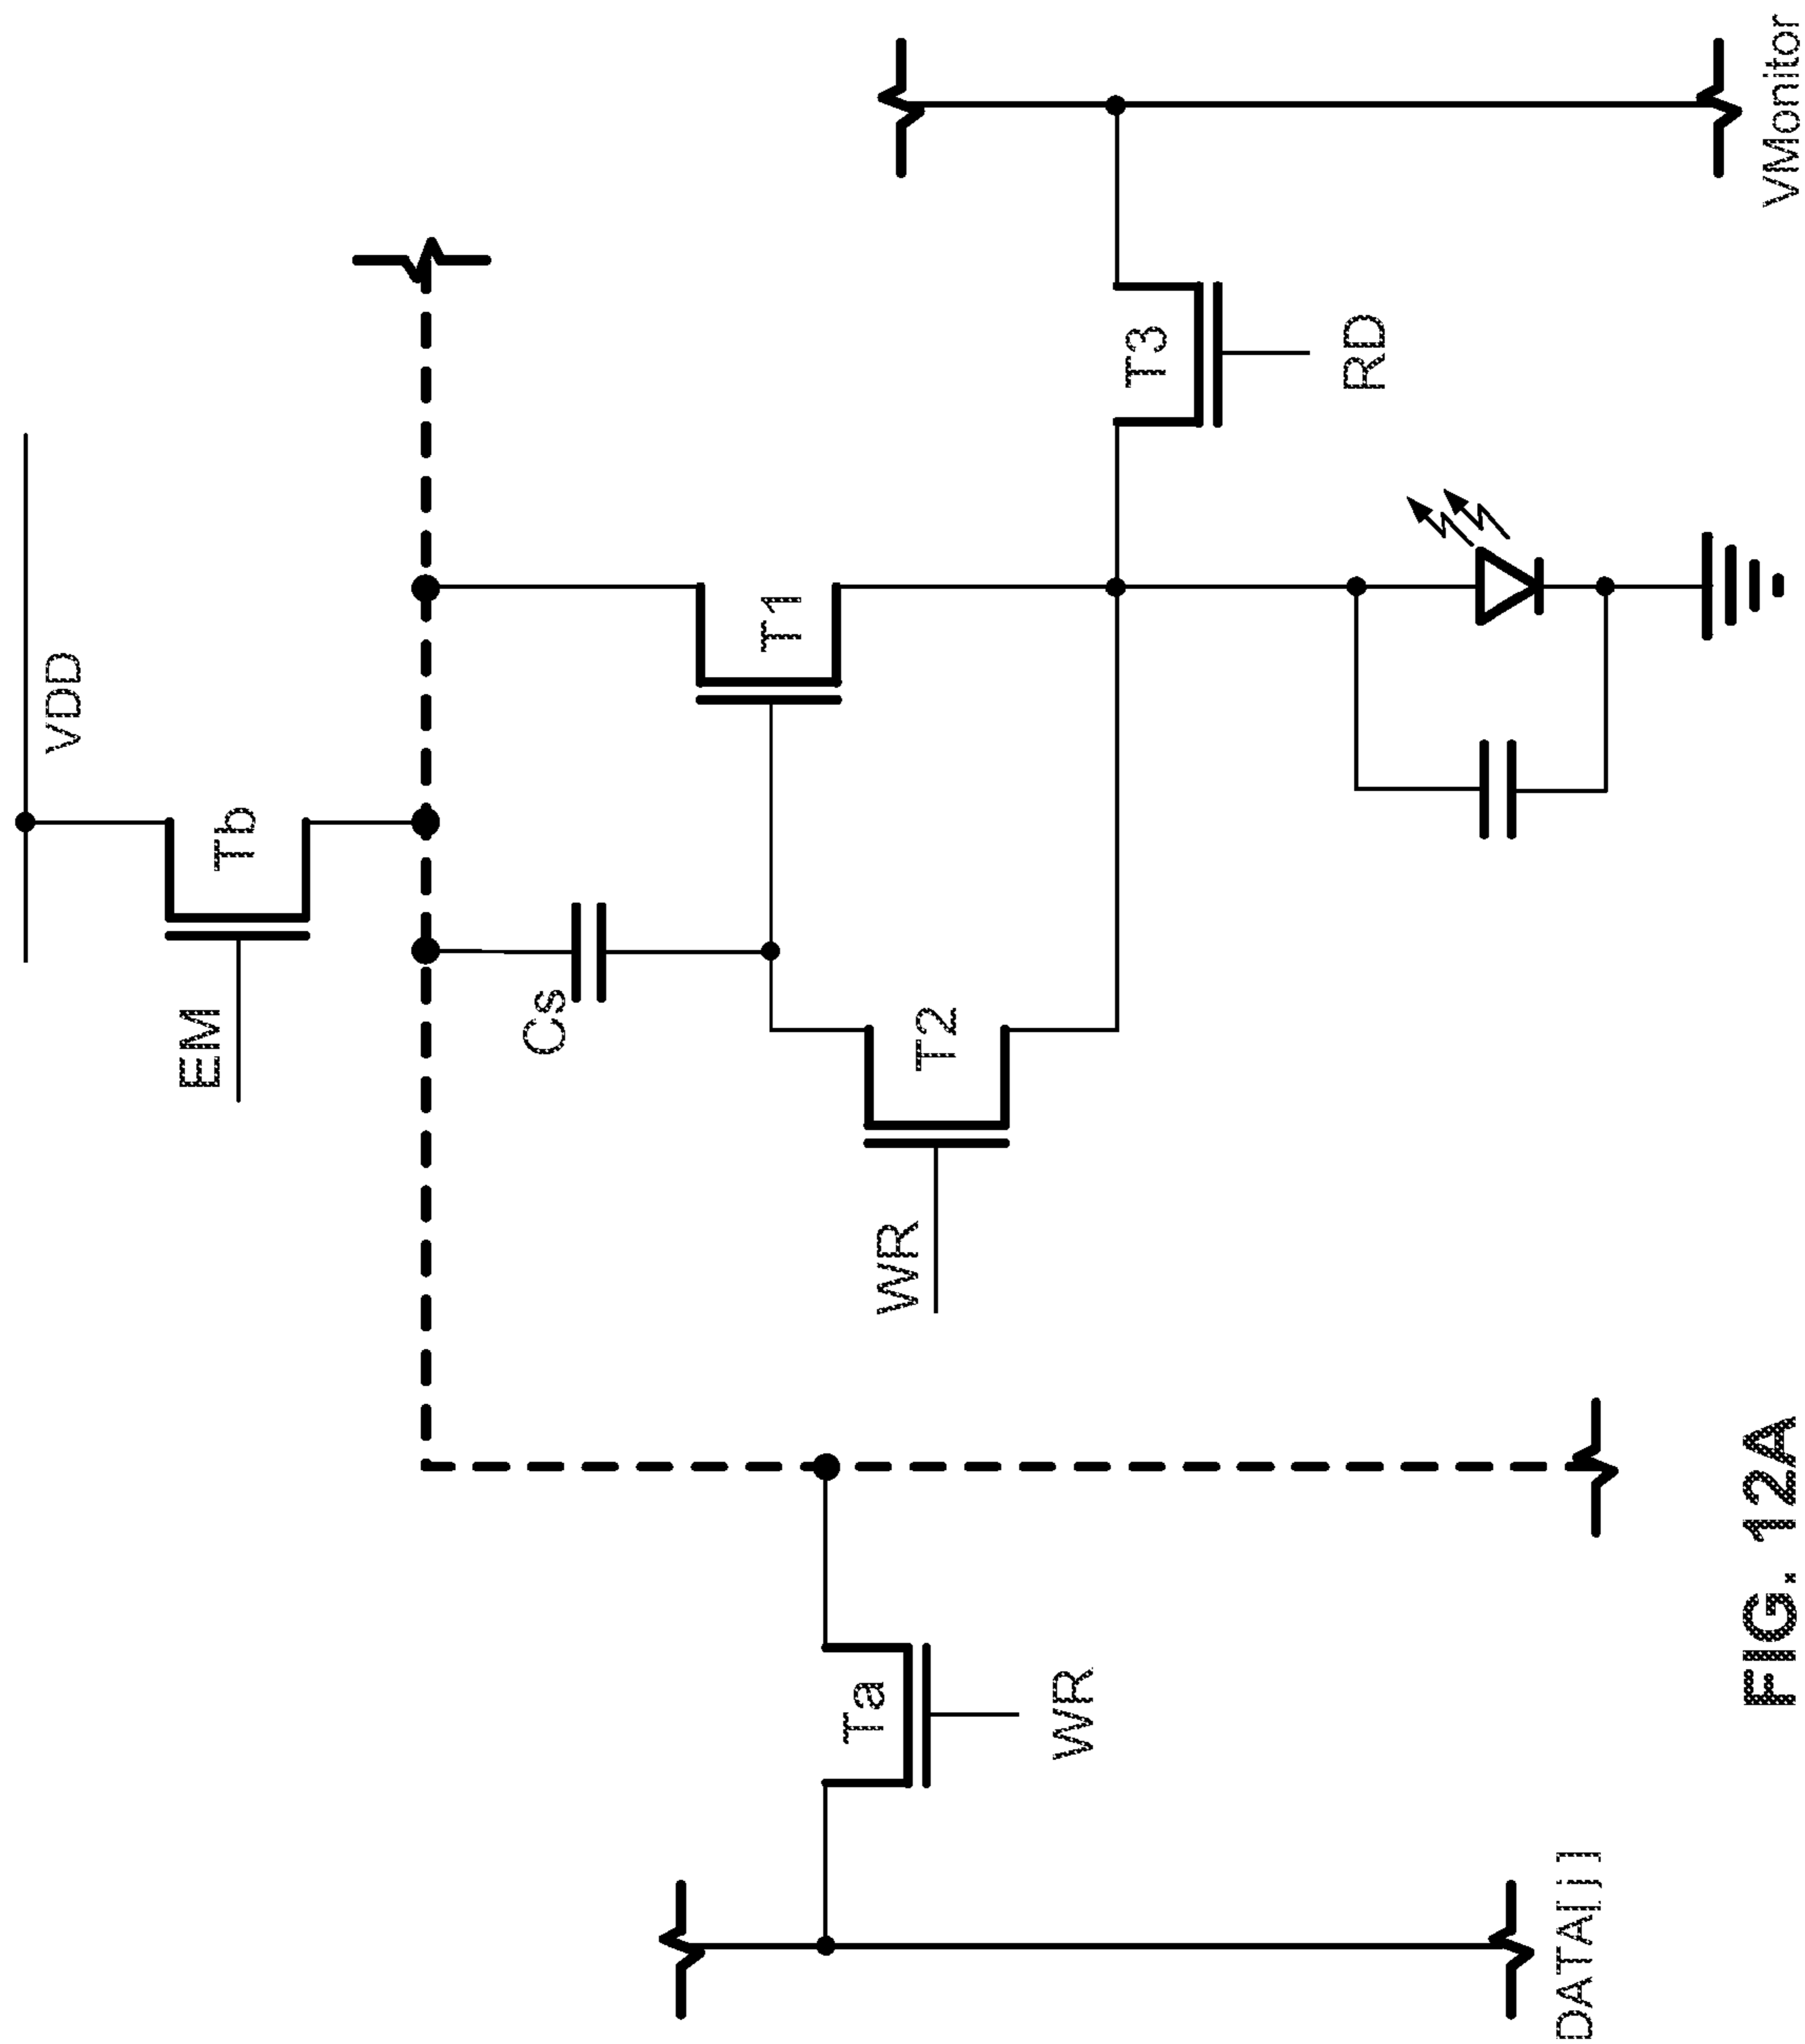 VDD
Tb
EM
Cs
T1
T2
WR
T3
RD
VMonitor
Ta
WR
DATA[j]
FIG. 12A